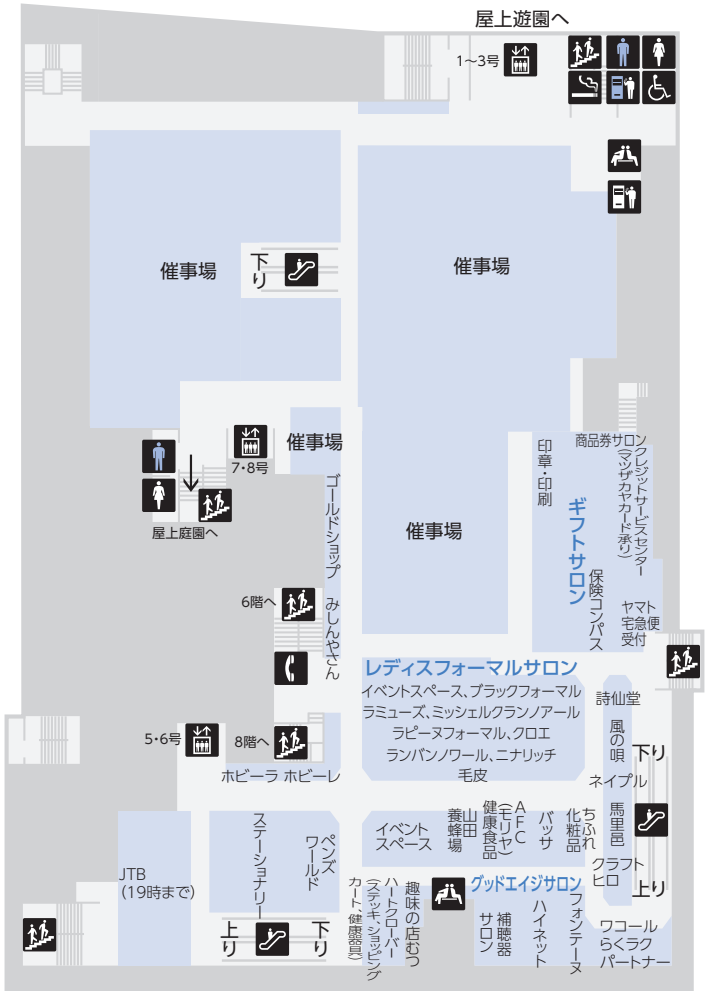 屋上遊園へ
1〜3号
催事場
下り
催事場
催事場
7・8号
屋上庭園へ
ゴールドショップ
催事場
印章・印刷
商品券サロン
クレジットサービスセンター
(マツザカヤカード承り)
ギフトサロン
保険コンパス
ヤマト
宅急便
受付
6階へ
みしんやさん
レディスフォーマルサロン
イベントスペース、ブラックフォーマル
ラミューズ、ミッシェルクランノアール
ラピーヌフォーマル、クロエ
ランバンノワール、ニナリッチ
毛皮
詩仙堂
風の唄
下り
ネイプル
馬里邑
クラフト
ヒロ
上り
5・6号
8階へ
ホビーラ ホビーレ
ステーショナリー
ペンズ
ワールド
イベント
スペース
山田
養蜂場
AFC
(モリヤ)
健康食品
バッサ
ちふれ
化粧品
JTB
(19時まで)
上り
下り
ハートクローバー
(ステッキ、ショッピング
カート、健康器具)
趣味の店むつ
グッドエイジサロン
補聴器
サロン
ハイネット
フォンテーヌ
ワコール
らくラク
パートナー